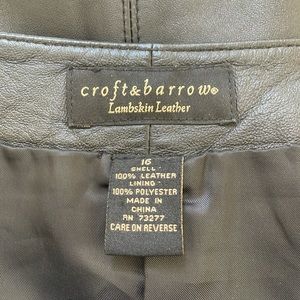 croft&barrow®
Lambskin Leather
16
SHELL:
100% LEATHER
LINING:
100% POLYESTER
MADE IN
CHINA
RN 73277
CARE ON REVERSE